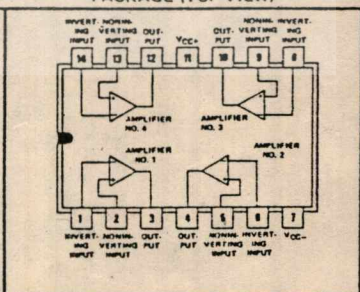 PACKAGE (TOP VIEW)
INVERT- NONIN- OUT- VCC+ OUT- NONIN- INVERT-
ING VERTING PUT PUT VERTING ING
INPUT INPUT INPUT INPUT
14 13 12 11 10 9 8
AMPLIFIER NO. 4
AMPLIFIER NO. 3
AMPLIFIER NO. 1
AMPLIFIER NO. 2
1 2 3 4 5 6 7
INVERT- NONIN- OUT- OUT- NONIN- INVERT- VCC-
ING VERTING PUT PUT VERTING ING
INPUT INPUT INPUT INPUT